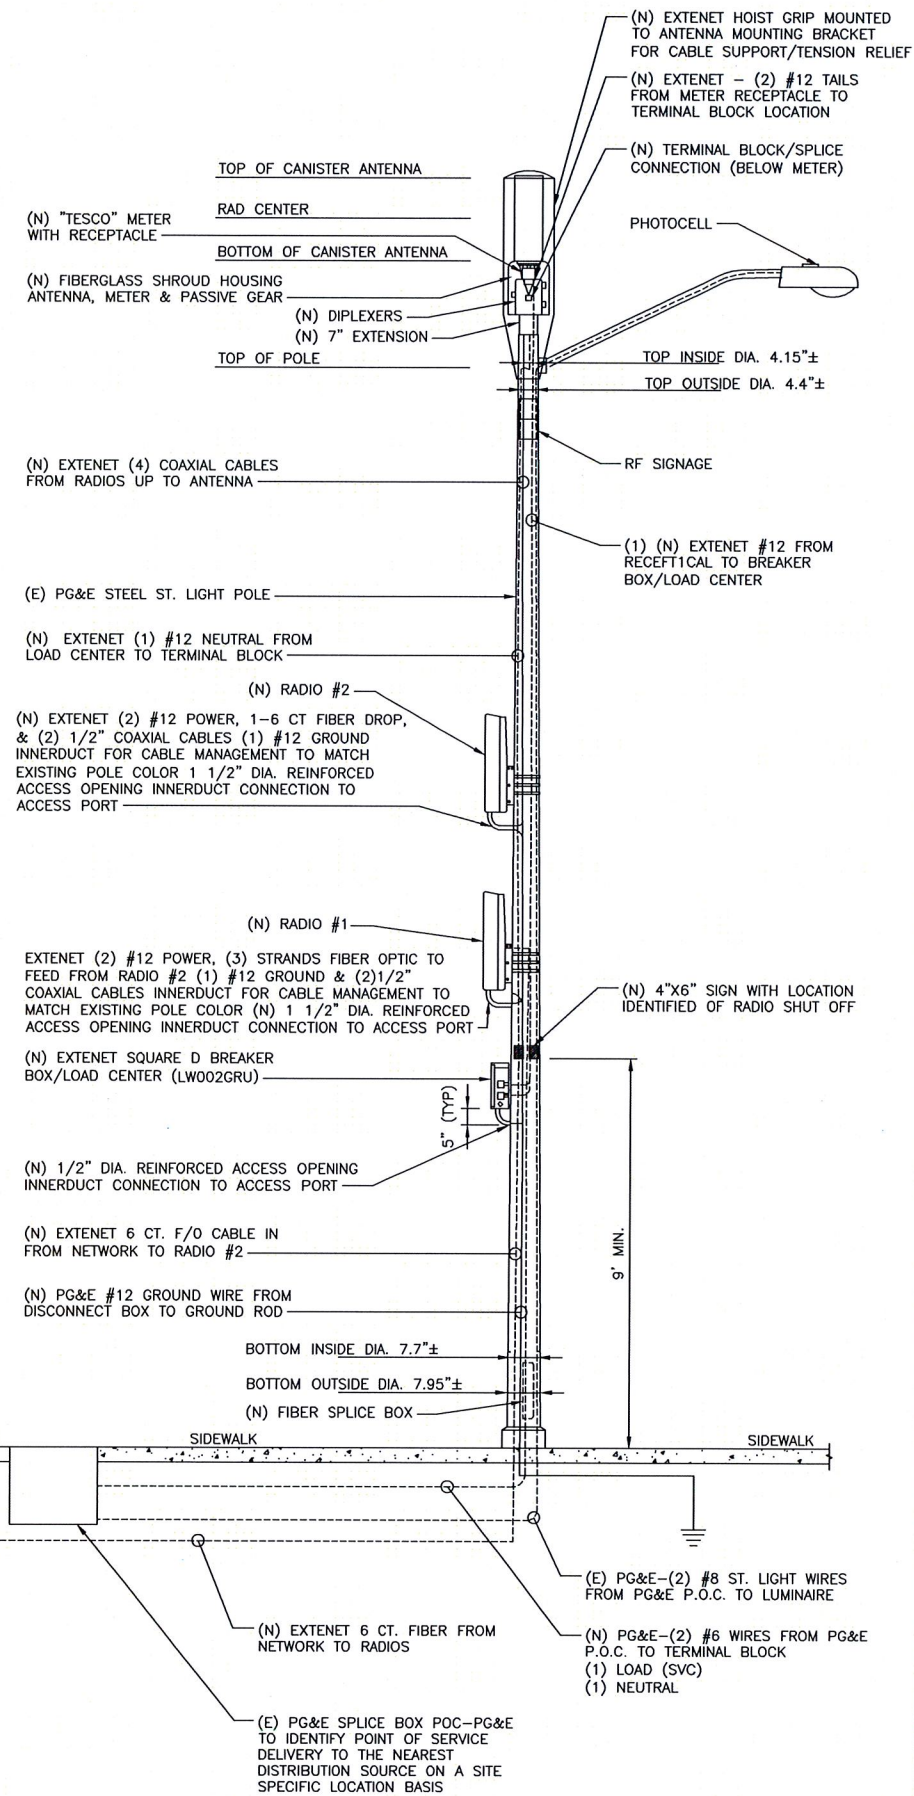 (N) EXTENET HOIST GRIP MOUNTED
TO ANTENNA MOUNTING BRACKET
FOR CABLE SUPPORT/TENSION RELIEF
(N) EXTENET – (2) #12 TAILS
FROM METER RECEPTACLE TO
TERMINAL BLOCK LOCATION
(N) TERMINAL BLOCK/SPLICE
CONNECTION (BELOW METER)
PHOTOCELL
TOP OF CANISTER ANTENNA
RAD CENTER
(N) "TESCO" METER
WITH RECEPTACLE
BOTTOM OF CANISTER ANTENNA
(N) FIBERGLASS SHROUD HOUSING
ANTENNA, METER & PASSIVE GEAR
(N) DIPLEXERS
(N) 7" EXTENSION
TOP OF POLE
TOP INSIDE DIA. 4.15"±
TOP OUTSIDE DIA. 4.4"±
RF SIGNAGE
(N) EXTENET (4) COAXIAL CABLES
FROM RADIOS UP TO ANTENNA
(1) (N) EXTENET #12 FROM
RECEFT1CAL TO BREAKER
BOX/LOAD CENTER
(E) PG&E STEEL ST. LIGHT POLE
(N) EXTENET (1) #12 NEUTRAL FROM
LOAD CENTER TO TERMINAL BLOCK
(N) RADIO #2
(N) EXTENET (2) #12 POWER, 1–6 CT FIBER DROP,
& (2) 1/2" COAXIAL CABLES (1) #12 GROUND
INNERDUCT FOR CABLE MANAGEMENT TO MATCH
EXISTING POLE COLOR 1 1/2" DIA. REINFORCED
ACCESS OPENING INNERDUCT CONNECTION TO
ACCESS PORT
(N) RADIO #1
EXTENET (2) #12 POWER, (3) STRANDS FIBER OPTIC TO
FEED FROM RADIO #2 (1) #12 GROUND & (2)1/2"
COAXIAL CABLES INNERDUCT FOR CABLE MANAGEMENT TO
MATCH EXISTING POLE COLOR (N) 1 1/2" DIA. REINFORCED
ACCESS OPENING INNERDUCT CONNECTION TO ACCESS PORT
(N) 4"X6" SIGN WITH LOCATION
IDENTIFIED OF RADIO SHUT OFF
(N) EXTENET SQUARE D BREAKER
BOX/LOAD CENTER (LW002GRU)
5" (TYP)
(N) 1/2" DIA. REINFORCED ACCESS OPENING
INNERDUCT CONNECTION TO ACCESS PORT
(N) EXTENET 6 CT. F/O CABLE IN
FROM NETWORK TO RADIO #2
9' MIN.
(N) PG&E #12 GROUND WIRE FROM
DISCONNECT BOX TO GROUND ROD
BOTTOM INSIDE DIA. 7.7"±
BOTTOM OUTSIDE DIA. 7.95"±
(N) FIBER SPLICE BOX
SIDEWALK
SIDEWALK
(E) PG&E–(2) #8 ST. LIGHT WIRES
FROM PG&E P.O.C. TO LUMINAIRE
(N) EXTENET 6 CT. FIBER FROM
NETWORK TO RADIOS
(N) PG&E–(2) #6 WIRES FROM PG&E
P.O.C. TO TERMINAL BLOCK
(1) LOAD (SVC)
(1) NEUTRAL
(E) PG&E SPLICE BOX POC–PG&E
TO IDENTIFY POINT OF SERVICE
DELIVERY TO THE NEAREST
DISTRIBUTION SOURCE ON A SITE
SPECIFIC LOCATION BASIS